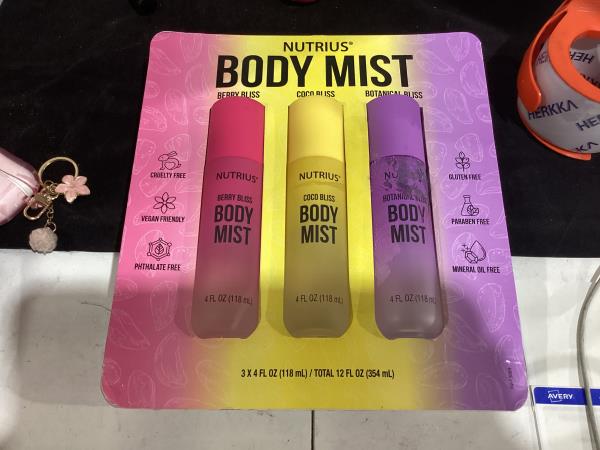 NUTRIUS®
BODY MIST
BERRY BLISS
COCO BLISS
BOTANICAL BLISS
CRUELTY FREE
VEGAN FRIENDLY
PHTHALATE FREE
NUTRIUS®
BERRY BLISS
BODY
MIST
4 FL OZ (118 mL)
NUTRIUS®
COCO BLISS
BODY
MIST
4 FL OZ (118 mL)
BODY
MIST
4 FL OZ (118 mL)
GLUTEN FREE
PARABEN FREE
MINERAL OIL FREE
3 X 4 FL OZ (118 mL) / TOTAL 12 FL OZ (354 mL)
HERKKA
HERKKA
AVERY